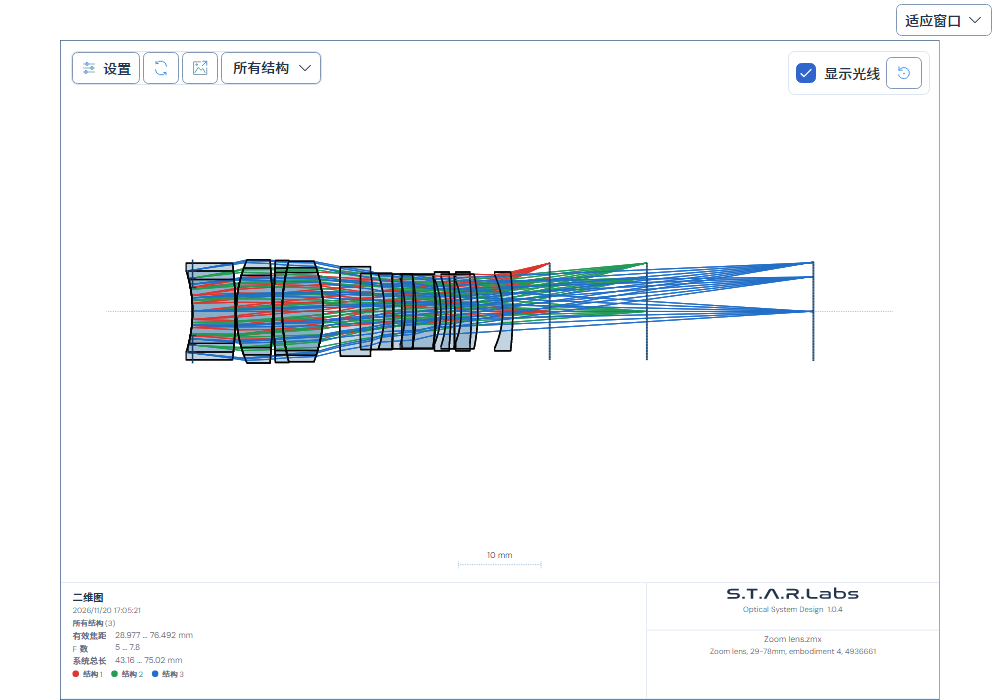 适应窗口
设置
所有结构
显示光线
10 mm
二维图
2026/11/20 17:05:21
所有结构 (3)
有效焦距 28.977 ... 76.492 mm
F 数 5 ... 7.8
系统总长 43.16 ... 75.02 mm
结构 1 结构 2 结构 3
S.T.A.R.Labs
Optical System Design 1.0.4
Zoom lens.zmx
Zoom lens, 29-78mm, embodiment 4, 4936661